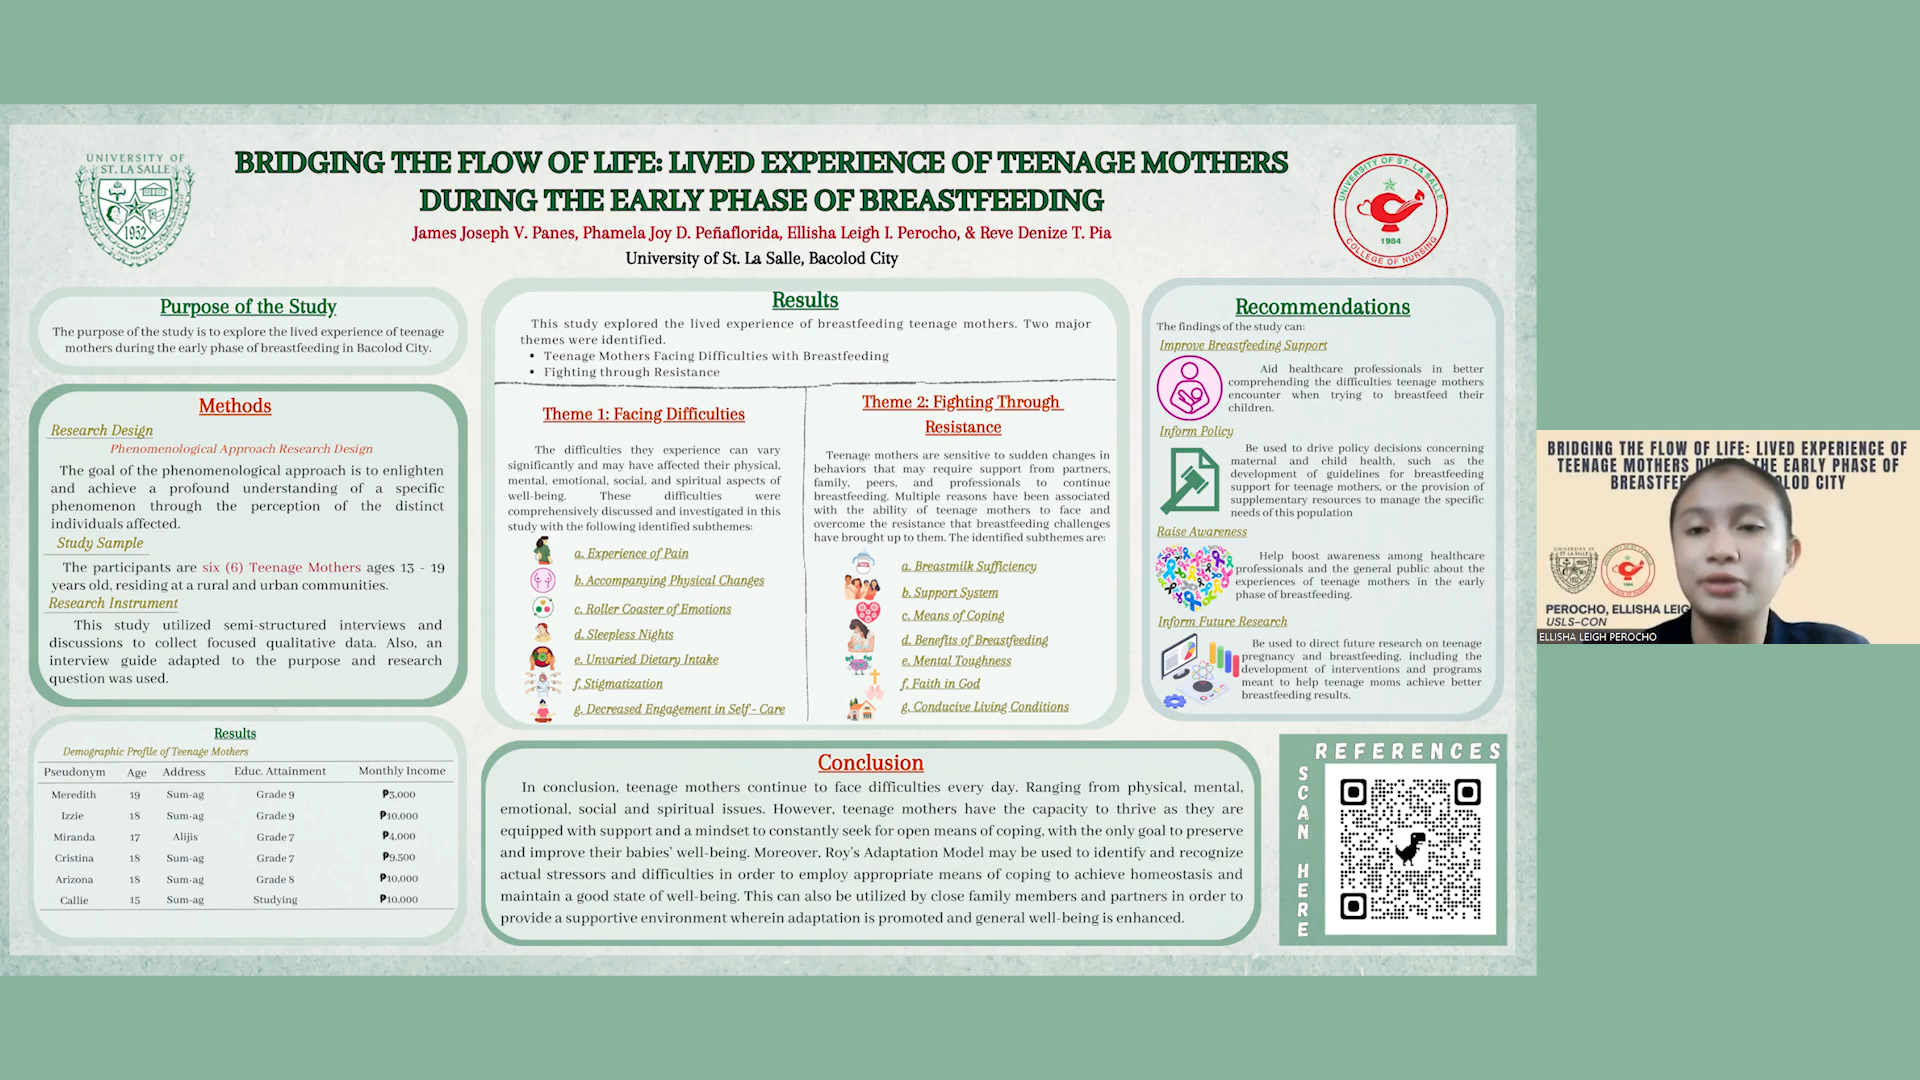 UNIVERSITY OF
ST. LA SALLE
1952
BRIDGING THE FLOW OF LIFE: LIVED EXPERIENCE OF TEENAGE MOTHERS
DURING THE EARLY PHASE OF BREASTFEEDING
James Joseph V. Panes, Phamela Joy D. Peñaflorida, Ellisha Leigh I. Perocho, & Reve Denize T. Pia
University of St. La Salle, Bacolod City
UNIVERSITY OF ST. LA SALLE
1984
COLLEGE OF NURSING
Purpose of the Study
The purpose of the study is to explore the lived experience of teenage
mothers during the early phase of breastfeeding in Bacolod City.
Methods
Research Design
Phenomenological Approach Research Design
The goal of the phenomenological approach is to enlighten
and achieve a profound understanding of a specific
phenomenon through the perception of the distinct
individuals affected.
Study Sample
The participants are six (6) Teenage Mothers ages 13 - 19
years old, residing at a rural and urban communities.
Research Instrument
This study utilized semi-structured interviews and
discussions to collect focused qualitative data. Also, an
interview guide adapted to the purpose and research
question was used.
Results
Demographic Profile of Teenage Mothers
Pseudonym Age Address Educ. Attainment Monthly Income
Meredith 19 Sum-ag Grade 9 ₱3,000
Izzie 18 Sum-ag Grade 9 ₱10,000
Miranda 17 Alijis Grade 7 ₱4,000
Cristina 18 Sum-ag Grade 7 ₱9,500
Arizona 18 Sum-ag Grade 8 ₱10,000
Callie 15 Sum-ag Studying ₱10,000
Results
This study explored the lived experience of breastfeeding teenage mothers. Two major
themes were identified.
• Teenage Mothers Facing Difficulties with Breastfeeding
• Fighting through Resistance
Theme 1: Facing Difficulties
The difficulties they experience can vary
significantly and may have affected their physical,
mental, emotional, social, and spiritual aspects of
well-being. These difficulties were
comprehensively discussed and investigated in this
study with the following identified subthemes:
a. Experience of Pain
b. Accompanying Physical Changes
c. Roller Coaster of Emotions
d. Sleepless Nights
e. Unvaried Dietary Intake
f. Stigmatization
g. Decreased Engagement in Self - Care
Theme 2: Fighting Through
Resistance
Teenage mothers are sensitive to sudden changes in
behaviors that may require support from partners,
family, peers, and professionals to continue
breastfeeding. Multiple reasons have been associated
with the ability of teenage mothers to face and
overcome the resistance that breastfeeding challenges
have brought up to them. The identified subthemes are:
a. Breastmilk Sufficiency
b. Support System
c. Means of Coping
d. Benefits of Breastfeeding
e. Mental Toughness
f. Faith in God
g. Conducive Living Conditions
Conclusion
In conclusion, teenage mothers continue to face difficulties every day. Ranging from physical, mental,
emotional, social and spiritual issues. However, teenage mothers have the capacity to thrive as they are
equipped with support and a mindset to constantly seek for open means of coping, with the only goal to preserve
and improve their babies' well-being. Moreover, Roy's Adaptation Model may be used to identify and recognize
actual stressors and difficulties in order to employ appropriate means of coping to achieve homeostasis and
maintain a good state of well-being. This can also be utilized by close family members and partners in order to
provide a supportive environment wherein adaptation is promoted and general well-being is enhanced.
Recommendations
The findings of the study can:
Improve Breastfeeding Support
Aid healthcare professionals in better
comprehending the difficulties teenage mothers
encounter when trying to breastfeed their
children.
Inform Policy
Be used to drive policy decisions concerning
maternal and child health, such as the
development of guidelines for breastfeeding
support for teenage mothers, or the provision of
supplementary resources to manage the specific
needs of this population
Raise Awareness
Help boost awareness among healthcare
professionals and the general public about the
experiences of teenage mothers in the early
phase of breastfeeding.
Inform Future Research
Be used to direct future research on teenage
pregnancy and breastfeeding, including the
development of interventions and programs
meant to help teenage moms achieve better
breastfeeding results.
REFERENCES
SCAN HERE
BRIDGING THE FLOW OF LIFE: LIVED EXPERIENCE OF
TEENAGE MOTHERS THE EARLY PHASE OF
PEROCHO, ELLISHA LEIG
USLS-CON
ELLISHA LEIGH PEROCHO